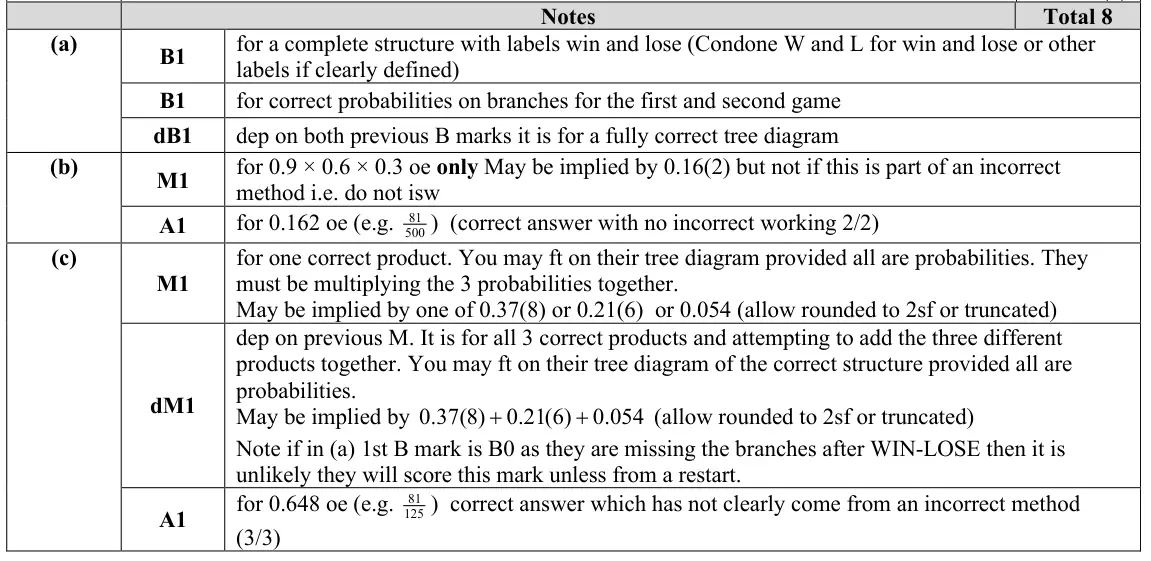 Notes Total 8
(a) B1 for a complete structure with labels win and lose (Condone W and L for win and lose or other
labels if clearly defined)
B1 for correct probabilities on branches for the first and second game
dB1 dep on both previous B marks it is for a fully correct tree diagram
(b) M1 for 0.9 × 0.6 × 0.3 oe only May be implied by 0.16(2) but not if this is part of an incorrect
method i.e. do not isw
A1 for 0.162 oe (e.g. 81/500 ) (correct answer with no incorrect working 2/2)
(c) M1 for one correct product. You may ft on their tree diagram provided all are probabilities. They
must be multiplying the 3 probabilities together.
May be implied by one of 0.37(8) or 0.21(6) or 0.054 (allow rounded to 2sf or truncated)
dM1 dep on previous M. It is for all 3 correct products and attempting to add the three different
products together. You may ft on their tree diagram of the correct structure provided all are
probabilities.
May be implied by 0.37(8) + 0.21(6) + 0.054 (allow rounded to 2sf or truncated)
Note if in (a) 1st B mark is B0 as they are missing the branches after WIN-LOSE then it is
unlikely they will score this mark unless from a restart.
A1 for 0.648 oe (e.g. 81/125 ) correct answer which has not clearly come from an incorrect method
(3/3)